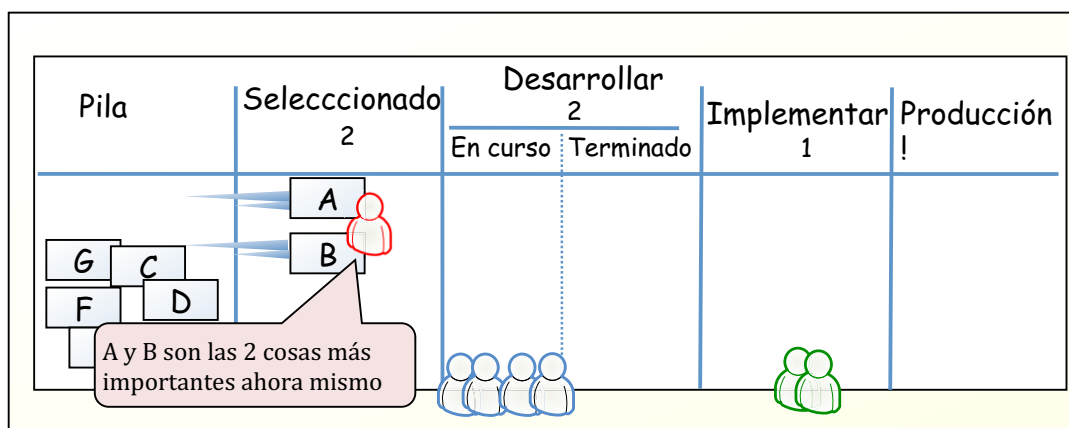 Pila
Selecccionado
2
Desarrollar
2
En curso
Terminado
Implementar
1
Producción
!
A
B
G
C
F
D
A y B son las 2 cosas más
importantes ahora mismo